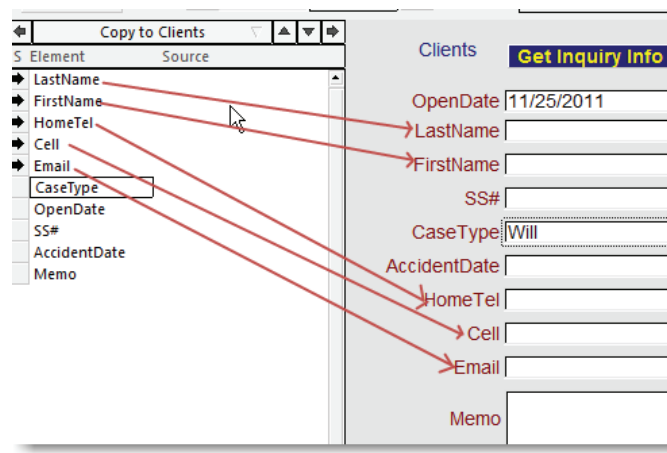 Copy to Clients
S Element Source
LastName
FirstName
HomeTel
Cell
Email
CaseType
OpenDate
SS#
AccidentDate
Memo
Clients Get Inquiry Info
OpenDate 11/25/2011
LastName
FirstName
SS#
CaseType Will
AccidentDate
HomeTel
Cell
Email
Memo